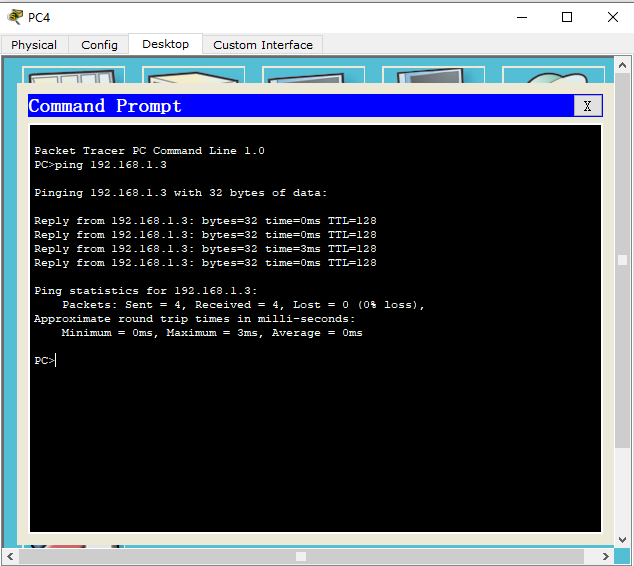 PC4
Physical Config Desktop Custom Interface
Command Prompt X
Packet Tracer PC Command Line 1.0
PC>ping 192.168.1.3
Pinging 192.168.1.3 with 32 bytes of data:
Reply from 192.168.1.3: bytes=32 time=0ms TTL=128
Reply from 192.168.1.3: bytes=32 time=0ms TTL=128
Reply from 192.168.1.3: bytes=32 time=3ms TTL=128
Reply from 192.168.1.3: bytes=32 time=0ms TTL=128
Ping statistics for 192.168.1.3:
Packets: Sent = 4, Received = 4, Lost = 0 (0% loss),
Approximate round trip times in milli-seconds:
Minimum = 0ms, Maximum = 3ms, Average = 0ms
PC>